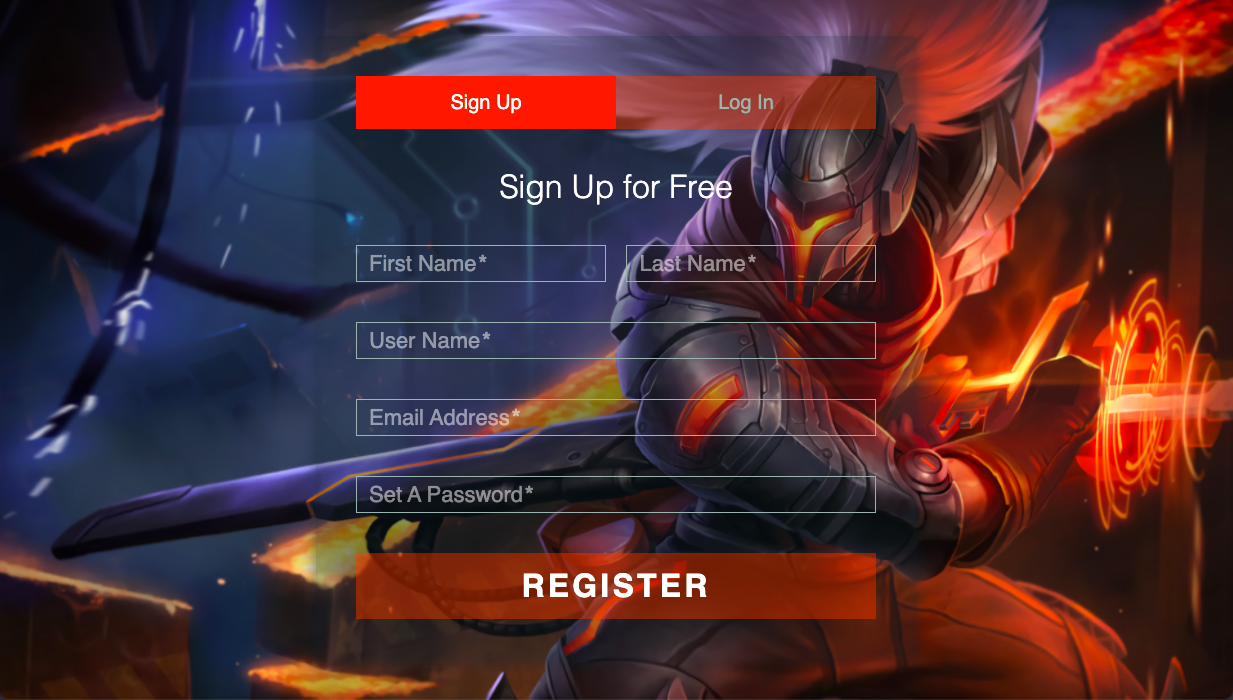 Sign Up
Log In
Sign Up for Free
First Name*
Last Name*
User Name*
Email Address*
Set A Password*
REGISTER